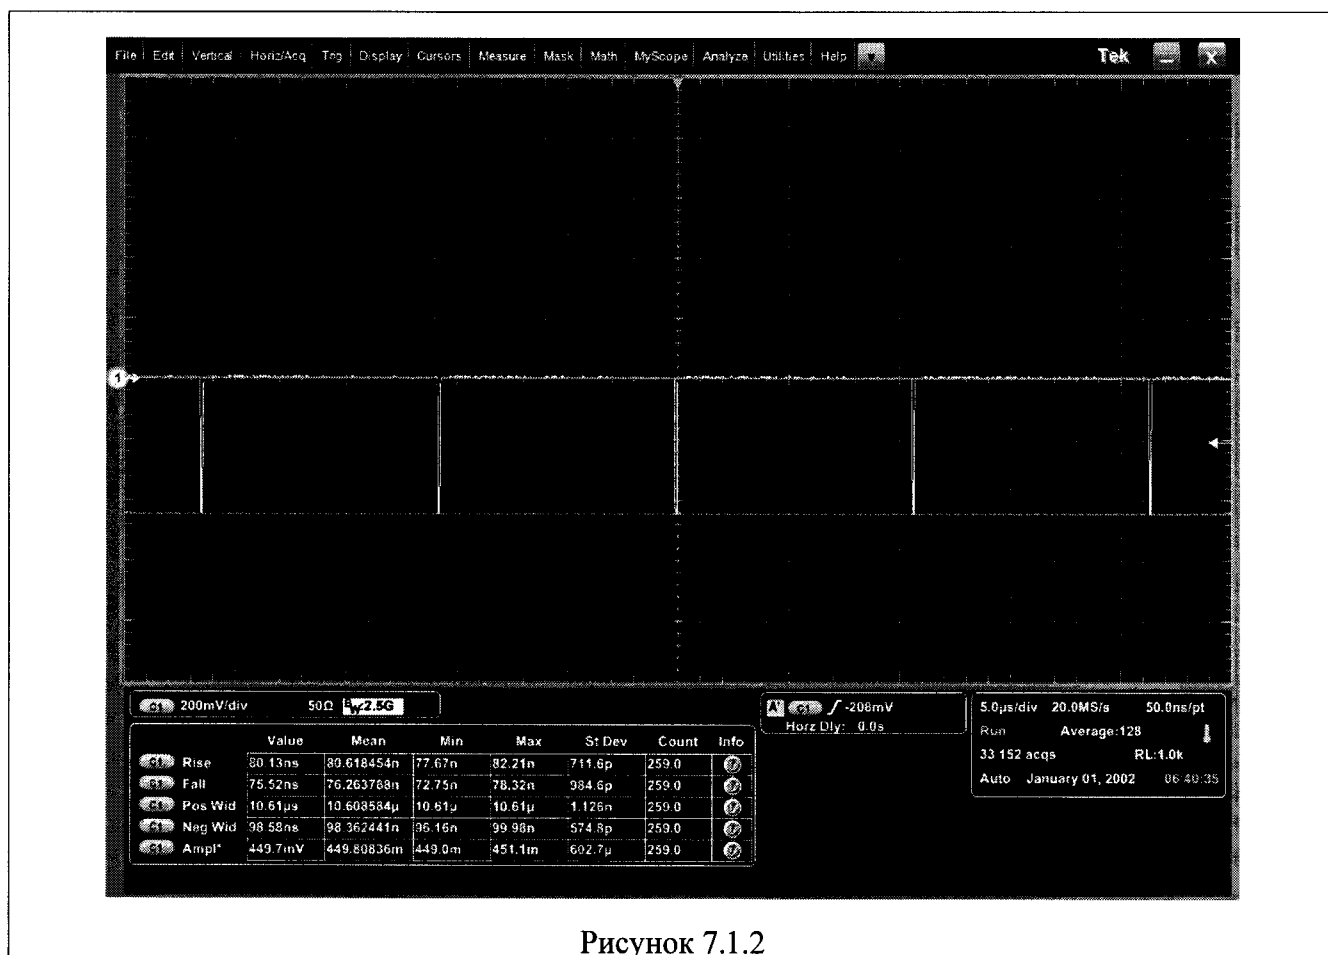 File Edit Vertical Horiz/Acq Trig Display Cursors Measure Mask Math MyScope Analyze Utilities Help Tek X
1
C1 200mV/div 50Ω BW:2.5G
A' C1 -208mV
Horz Dly: 0.0s
5.0µs/div 20.0MS/s 50.0ns/pt
Run Average:128
33 152 acqs RL:1.0k
Auto January 01, 2002 06:40:35
Value Mean Min Max St Dev Count Info
C1 Rise 80.13ns 80.618454n 77.67n 82.21n 711.6p 259.0
C1 Fall 75.52ns 76.263788n 72.75n 78.32n 984.6p 259.0
C1 Pos Wid 10.61µs 10.608584µ 10.61µ 10.61µ 1.126n 259.0
C1 Neg Wid 98.58ns 98.362441n 96.16n 99.98n 574.8p 259.0
C1 Ampl* 449.7mV 449.80836m 449.0m 451.1m 602.7µ 259.0
Рисунок 7.1.2